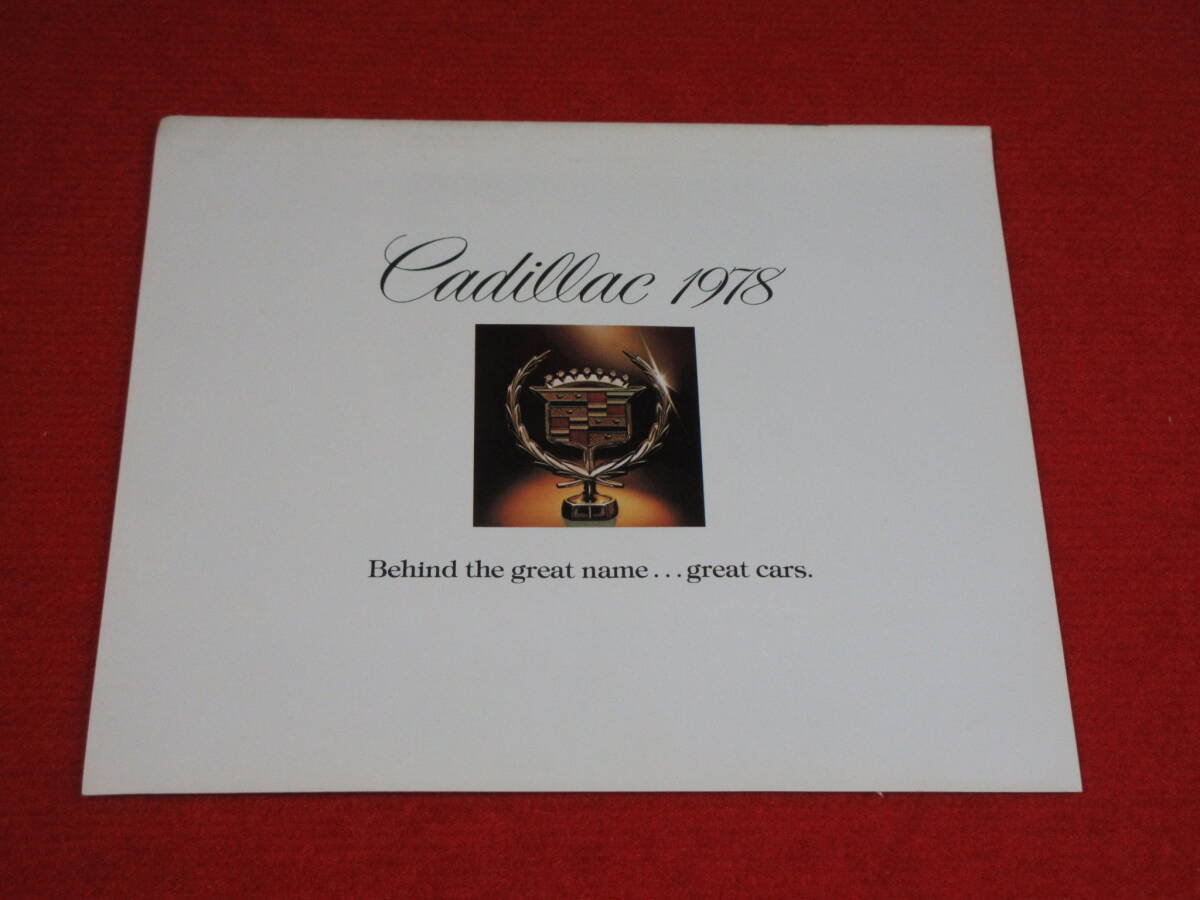 Cadillac 1978
Behind the great name...great cars.